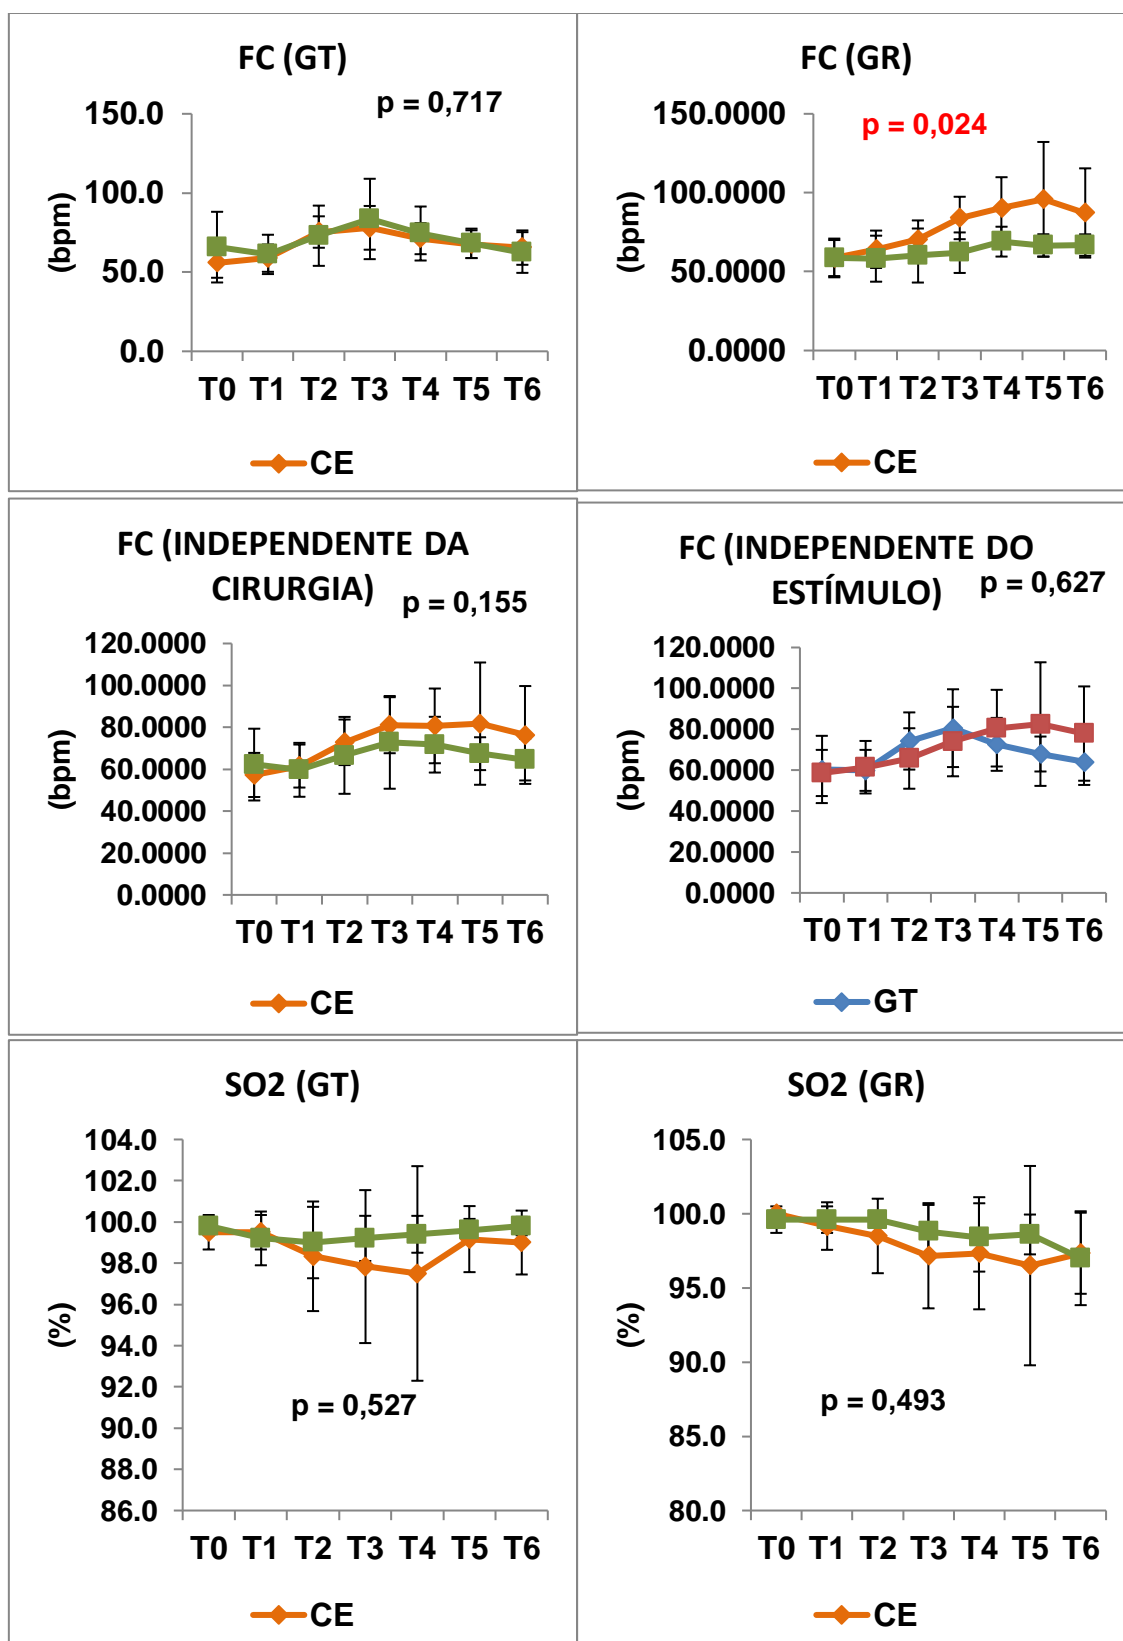 FC (GT)
p = 0,717
150.0
100.0
50.0
0.0
(bpm)
T0 T1 T2 T3 T4 T5 T6
CE
FC (GR)
p = 0,024
150.0000
100.0000
50.0000
0.0000
(bpm)
T0 T1 T2 T3 T4 T5 T6
CE
FC (INDEPENDENTE DA
CIRURGIA)
p = 0,155
120.0000
100.0000
80.0000
60.0000
40.0000
20.0000
0.0000
(bpm)
T0 T1 T2 T3 T4 T5 T6
CE
FC (INDEPENDENTE DO
ESTÍMULO)
p = 0,627
120.0000
100.0000
80.0000
60.0000
40.0000
20.0000
0.0000
(bpm)
T0 T1 T2 T3 T4 T5 T6
GT
SO2 (GT)
104.0
102.0
100.0
98.0
96.0
94.0
92.0
90.0
88.0
86.0
(%)
p = 0,527
T0 T1 T2 T3 T4 T5 T6
CE
SO2 (GR)
105.0
100.0
95.0
90.0
85.0
80.0
(%)
p = 0,493
T0 T1 T2 T3 T4 T5 T6
CE